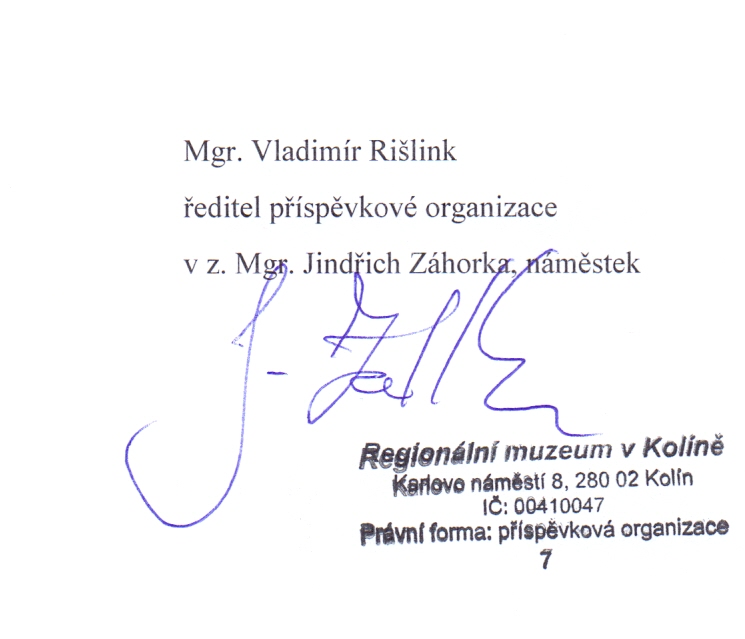 Mgr. Vladimír Rišlink
ředitel příspěvkové organizace
v z. Mgr. Jindřich Záhorka, náměstek
Regionální muzeum v Kolíně
Karlovo náměstí 8, 280 02 Kolín
IČ: 00410047
Právní forma: příspěvková organizace
7